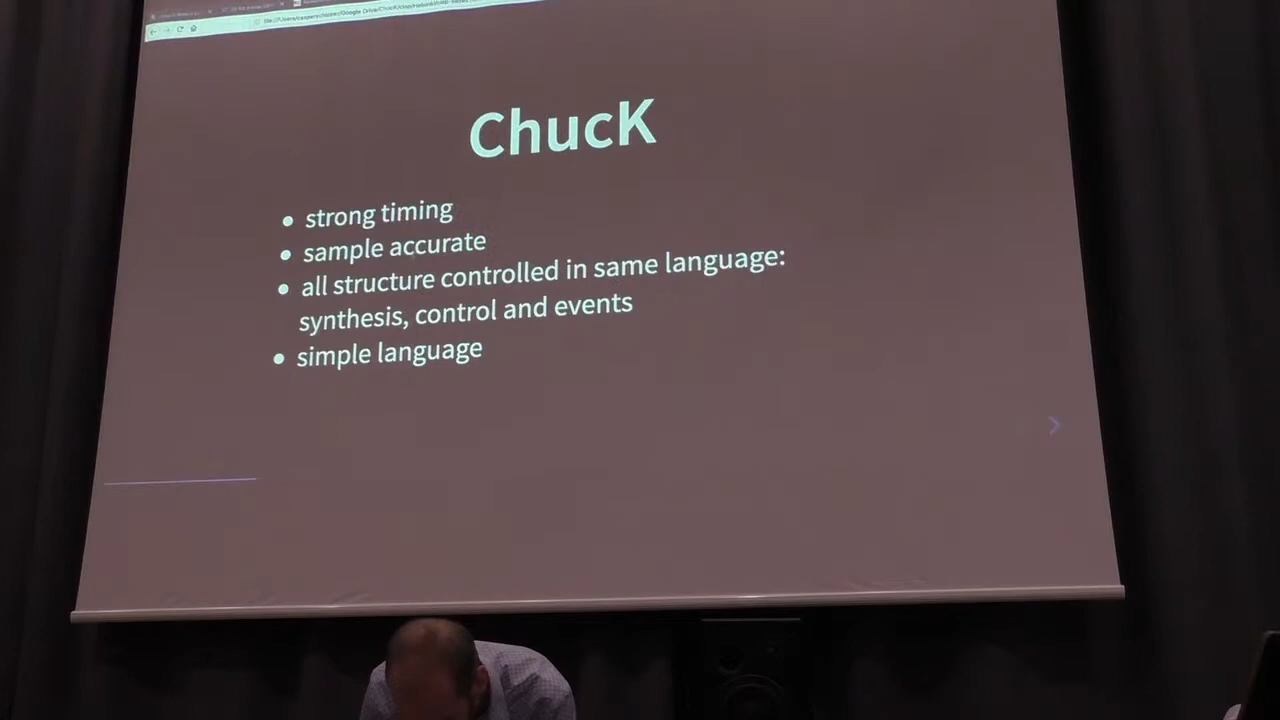 ChucK
strong timing
sample accurate
all structure controlled in same language:
synthesis, control and events
simple language